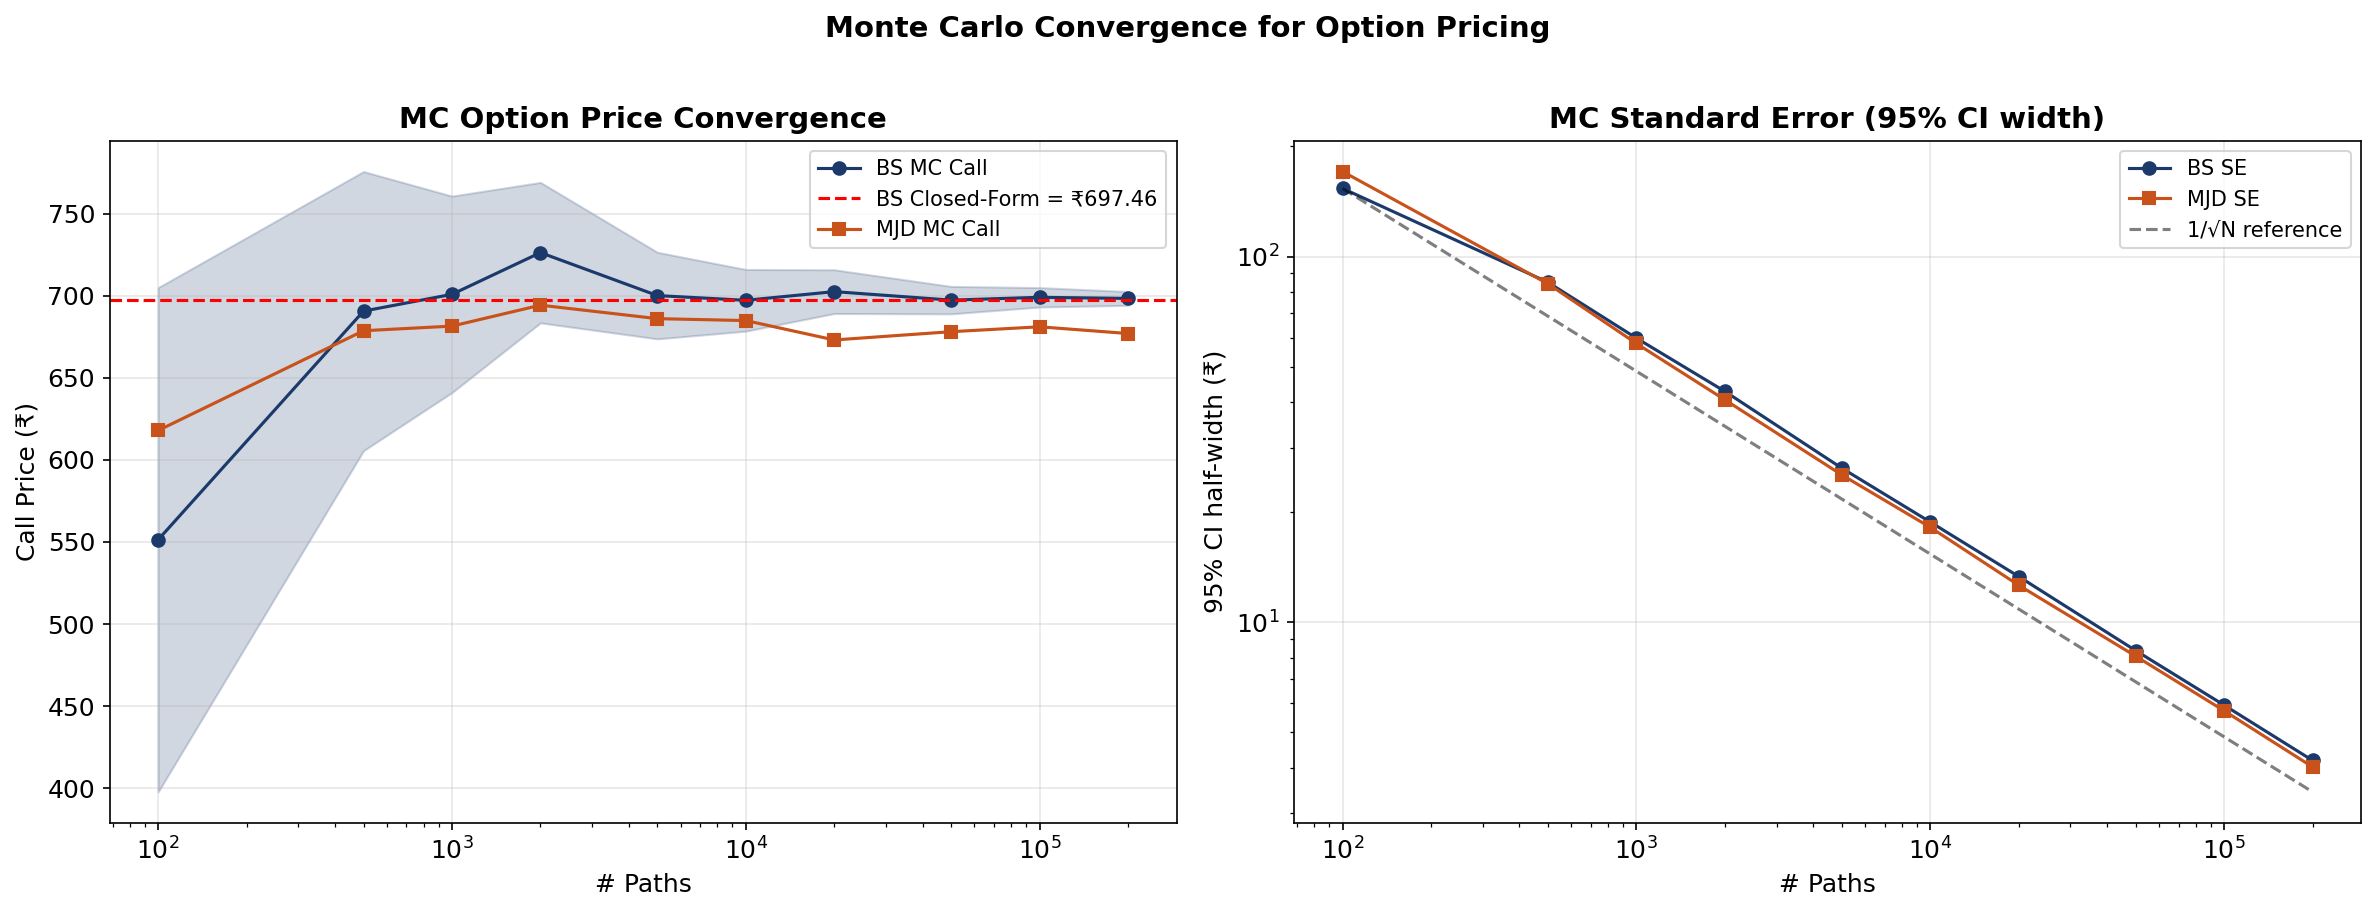 Monte Carlo Convergence for Option Pricing
MC Option Price Convergence
Call Price (₹)
750
700
650
600
550
500
450
400
BS MC Call
BS Closed-Form = ₹697.46
MJD MC Call
10²
10³
10⁴
10⁵
# Paths
MC Standard Error (95% CI width)
95% CI half-width (₹)
10²
10¹
BS SE
MJD SE
1/√N reference
10²
10³
10⁴
10⁵
# Paths